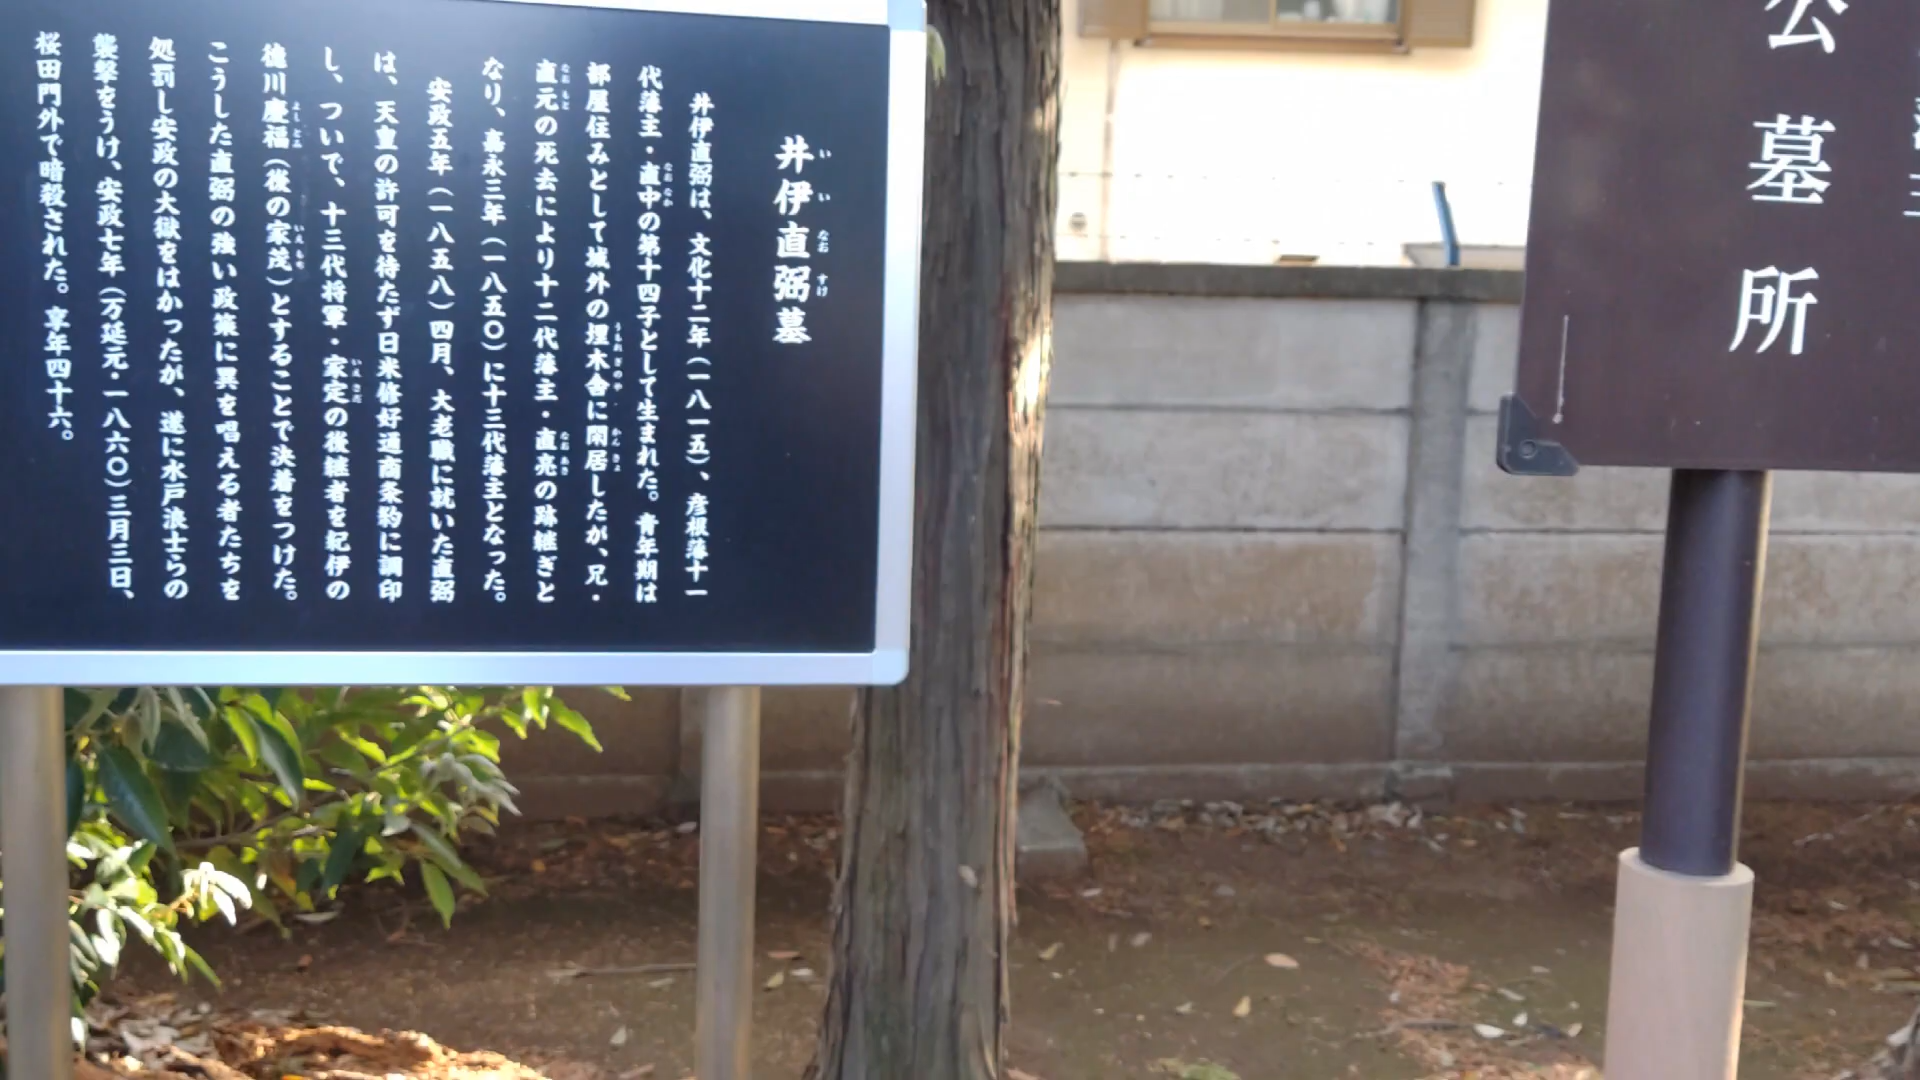 公墓所
井伊直弼墓
井伊直弼は、文化十二年（一八一五）、彦根藩十一
代藩主・直中の第十四子として生まれた。青年期は
部屋住みとして城外の埋木舎に閑居したが、兄・
直元の死去により十二代藩主・直亮の跡継ぎと
なり、嘉永三年（一八五〇）に十三代藩主となった。
安政五年（一八五八）四月、大老職に就いた直弼
は、天皇の許可を待たず日米修好通商条約に調印
し、ついで、十三代将軍・家定の後継者を紀伊の
徳川慶福（後の家茂）とすることで決着をつけた。
こうした直弼の強い政策に異を唱える者たちを
処罰し安政の大獄をはかったが、遂に水戸浪士らの
襲撃をうけ、安政七年（万延元・一八六〇）三月三日、
桜田門外で暗殺された。享年四十六。